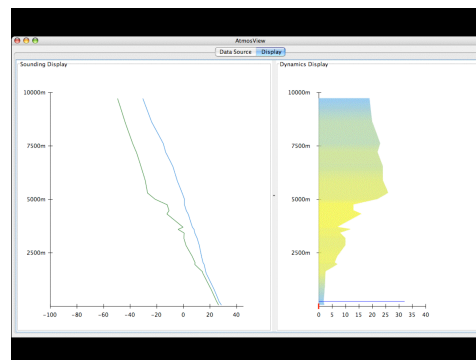 AtmosView
Data Source Display
Sounding Display
10000m
7500m
5000m
2500m
-100 -80 -60 -40 -20 0 20 40
Dynamics Display
10000m
7500m
5000m
2500m
0 5 10 15 20 25 30 35 40